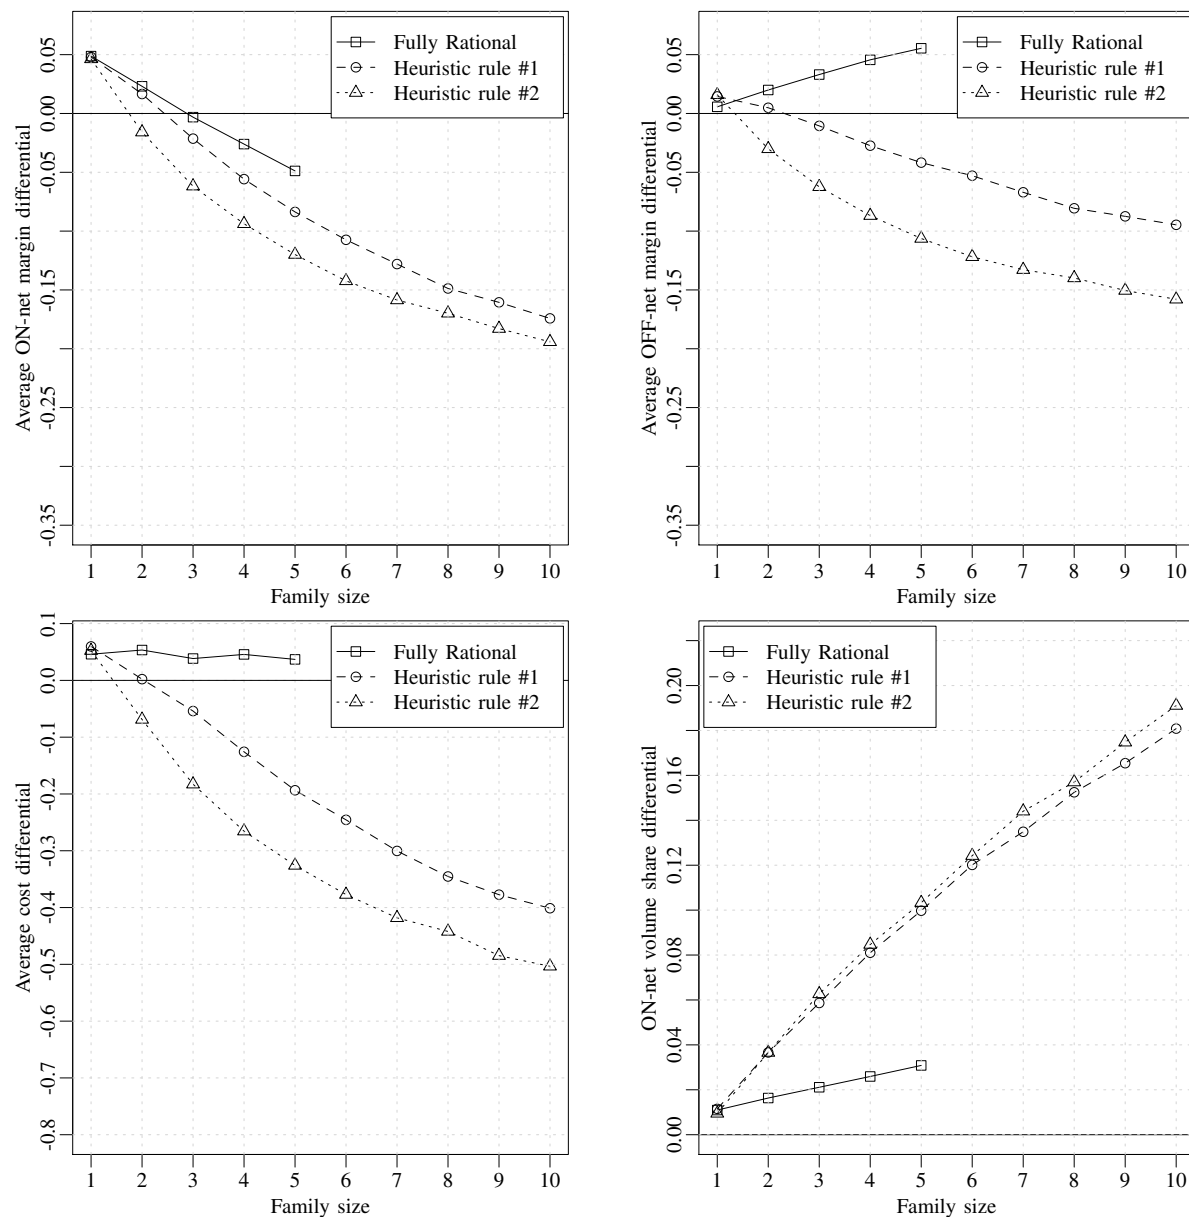 Fully Rational
Heuristic rule #1
Heuristic rule #2
Average ON-net margin differential
0.05
0.00
-0.05
-0.15
-0.25
-0.35
1 2 3 4 5 6 7 8 9 10
Family size
Fully Rational
Heuristic rule #1
Heuristic rule #2
Average OFF-net margin differential
0.05
0.00
-0.05
-0.15
-0.25
-0.35
1 2 3 4 5 6 7 8 9 10
Family size
Fully Rational
Heuristic rule #1
Heuristic rule #2
Average cost differential
0.1
0.0
-0.1
-0.2
-0.3
-0.4
-0.5
-0.6
-0.7
-0.8
1 2 3 4 5 6 7 8 9 10
Family size
Fully Rational
Heuristic rule #1
Heuristic rule #2
ON-net volume share differential
0.20
0.16
0.12
0.08
0.04
0.00
1 2 3 4 5 6 7 8 9 10
Family size